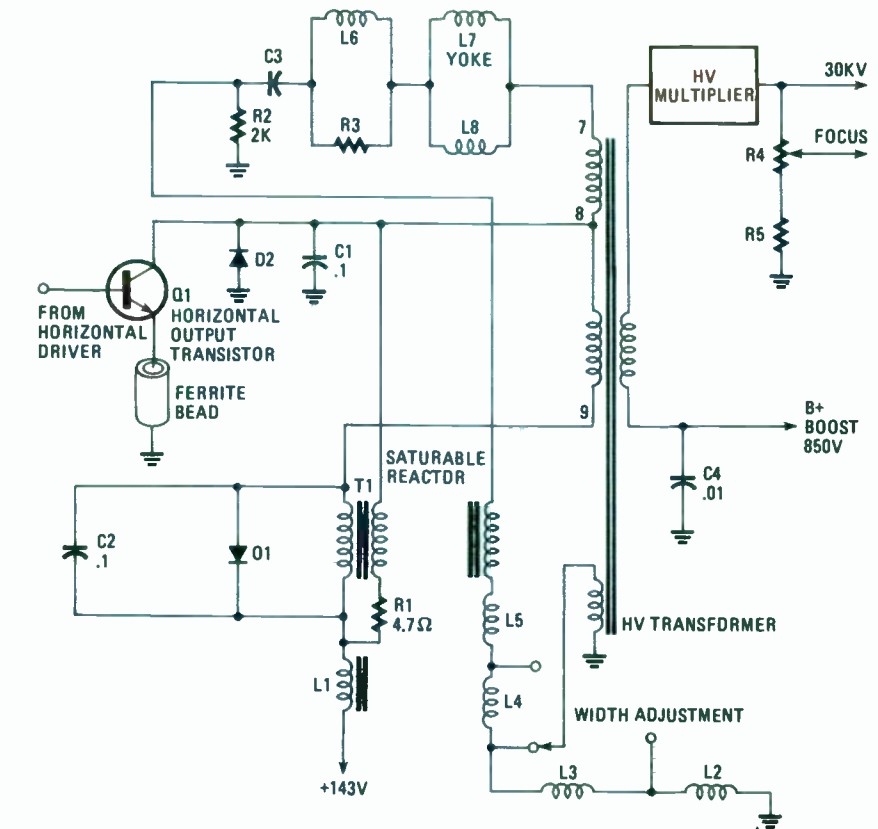 L6
L7
YOKE
C3
R2
2K
R3
L8
HV
MULTIPLIER
30KV
FOCUS
R4
R5
7
8
9
D2
C1
.1
Q1
HORIZONTAL
OUTPUT
TRANSISTOR
FROM
HORIZONTAL
DRIVER
FERRITE
BEAD
B+
BOOST
850V
C4
.01
SATURABLE
REACTOR
T1
C2
.1
O1
R1
4.7Ω
L1
+143V
L5
L4
HV TRANSFORMER
WIDTH ADJUSTMENT
L3
L2